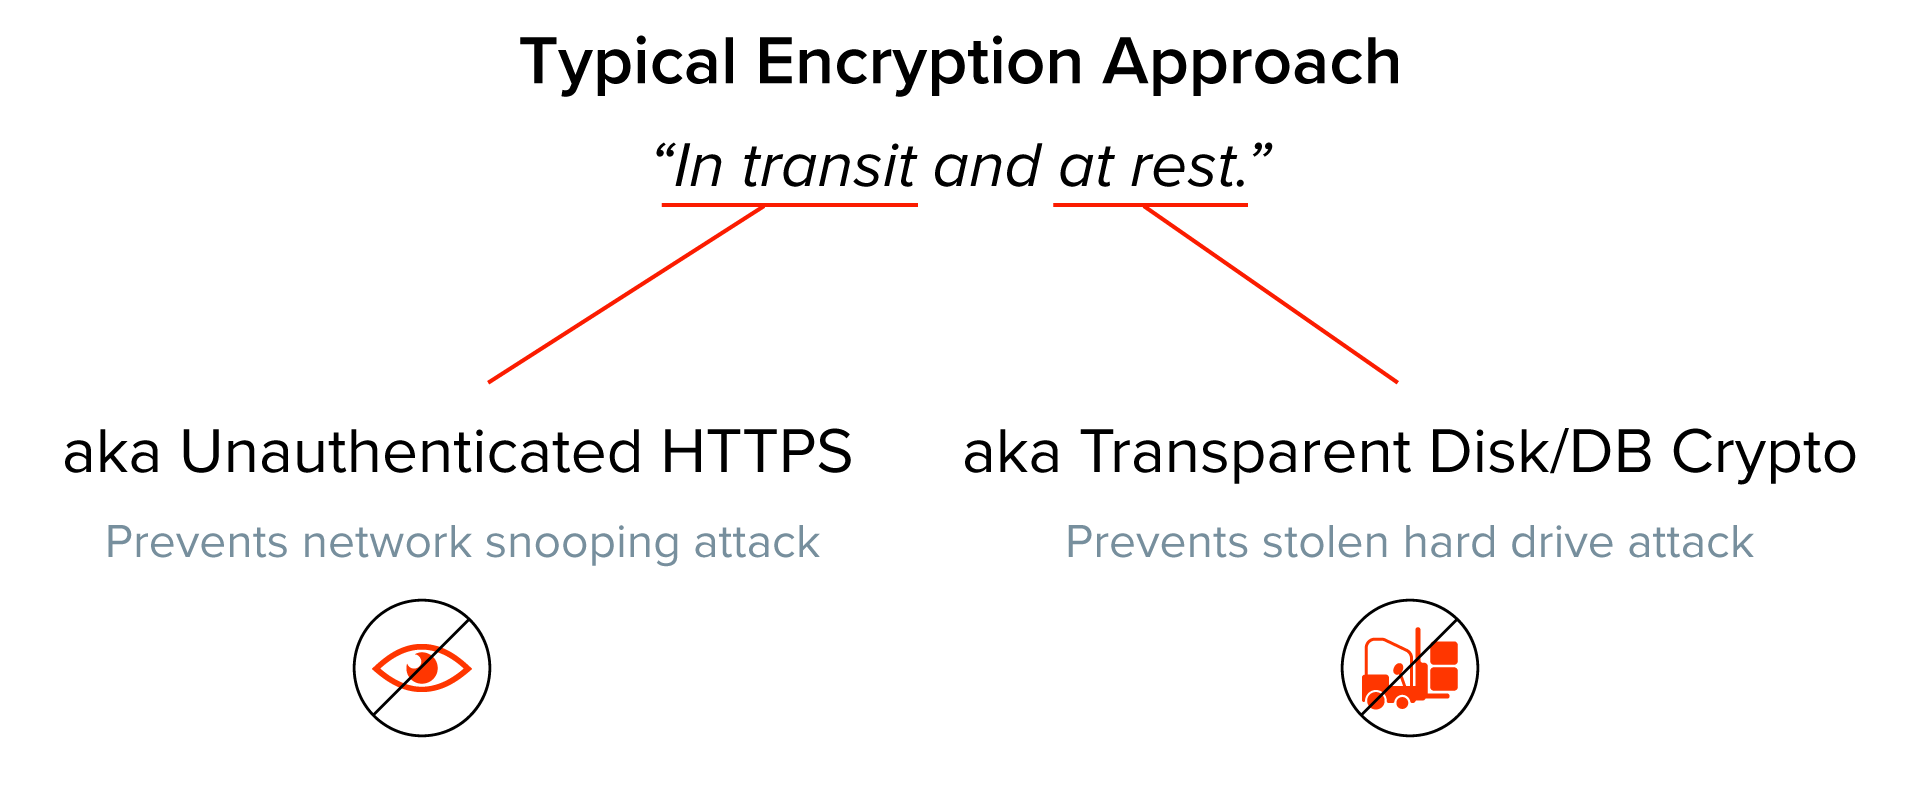 Typical Encryption Approach
“In transit and at rest.”
aka Unauthenticated HTTPS
Prevents network snooping attack
aka Transparent Disk/DB Crypto
Prevents stolen hard drive attack